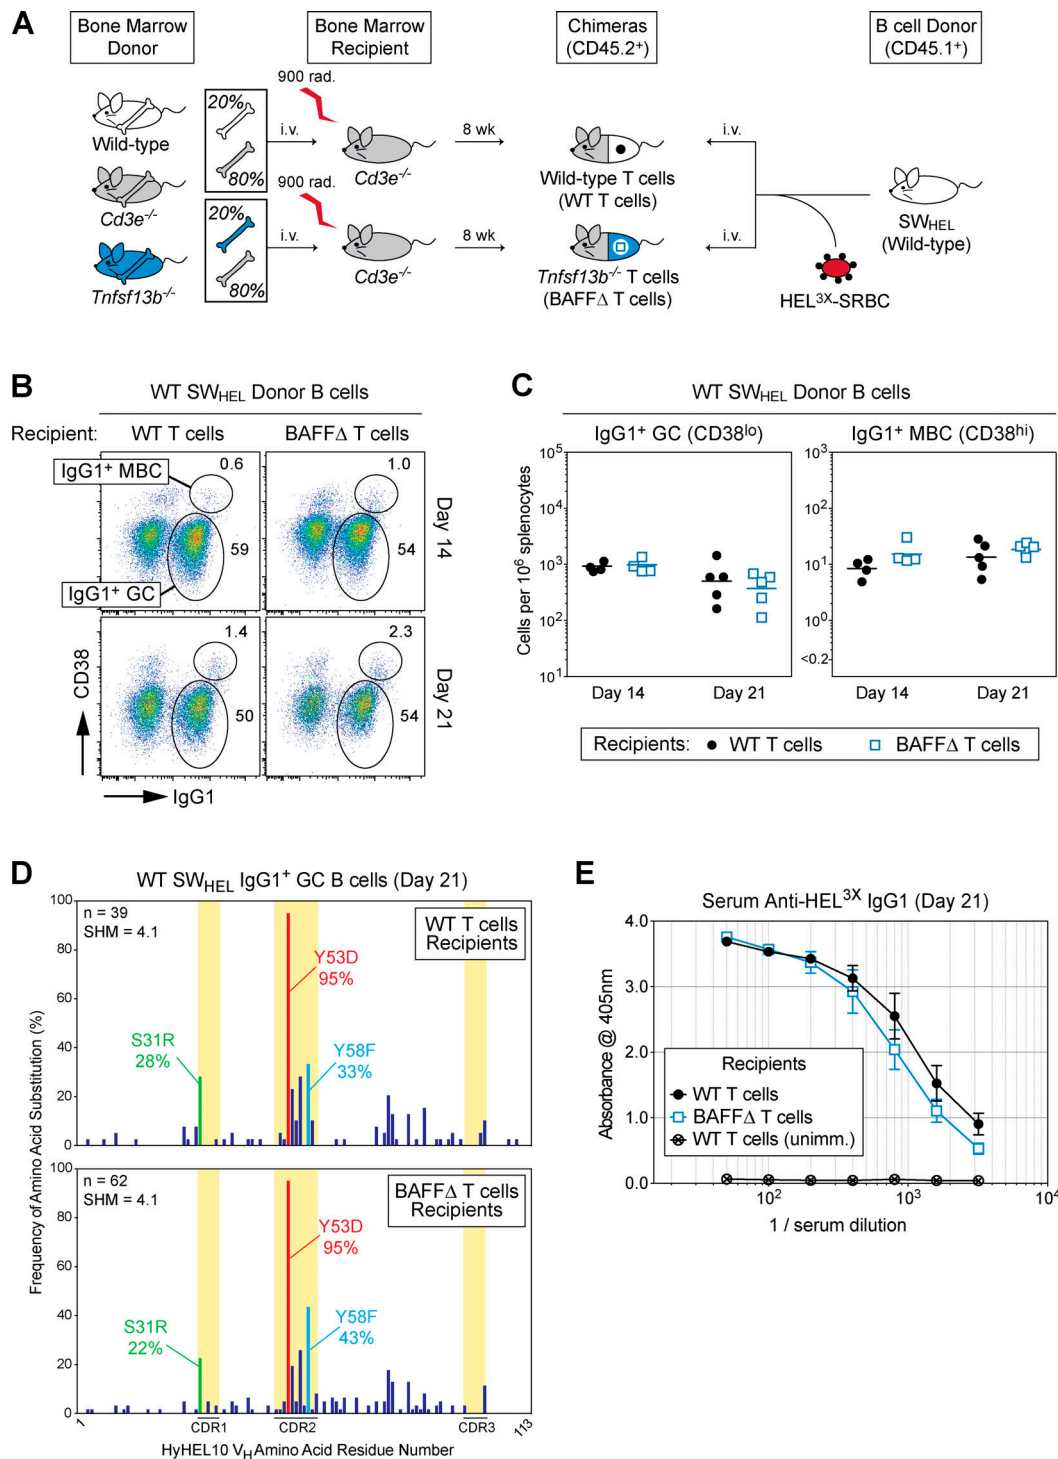 A
Bone Marrow
Donor
Bone Marrow
Recipient
Chimeras
(CD45.2+)
B cell Donor
(CD45.1+)
900 rad.
20%
Wild-type
i.v.
8 wk
i.v.
80%
Cd3e-/-
Wild-type T cells
(WT T cells)
Cd3e-/-
900 rad.
20%
SWHEL
(Wild-type)
i.v.
8 wk
i.v.
Tnfsf13b-/-
80%
Cd3e-/-
Tnfsf13b-/- T cells
(BAFFΔ T cells)
HEL3X-SRBC
B
WT SWHEL Donor B cells
Recipient: WT T cells BAFFΔ T cells
IgG1+ MBC
0.6
1.0
Day 14
59
54
IgG1+ GC
1.4
2.3
Day 21
50
54
CD38
IgG1
C
WT SWHEL Donor B cells
IgG1+ GC (CD38lo) IgG1+ MBC (CD38hi)
Cells per 106 splenocytes
105
104
103
102
101
103
102
101
100
<0.2
Day 14 Day 21 Day 14 Day 21
Recipients: WT T cells BAFFΔ T cells
D
WT SWHEL IgG1+ GC B cells (Day 21)
Frequency of Amino Acid Substitution (%)
100
80
60
40
20
0
n = 39
SHM = 4.1
WT T cells
Recipients
Y53D
95%
S31R
28%
Y58F
33%
100
80
60
40
20
0
n = 62
SHM = 4.1
BAFFΔ T cells
Recipients
Y53D
95%
S31R
22%
Y58F
43%
1 CDR1 CDR2 CDR3 113
HyHEL10 VH Amino Acid Residue Number
E
Serum Anti-HEL3X IgG1 (Day 21)
Absorbance @ 405nm
4.0
3.0
2.0
1.0
0.0
Recipients
WT T cells
BAFFΔ T cells
WT T cells (unimm.)
102 103 104
1 / serum dilution